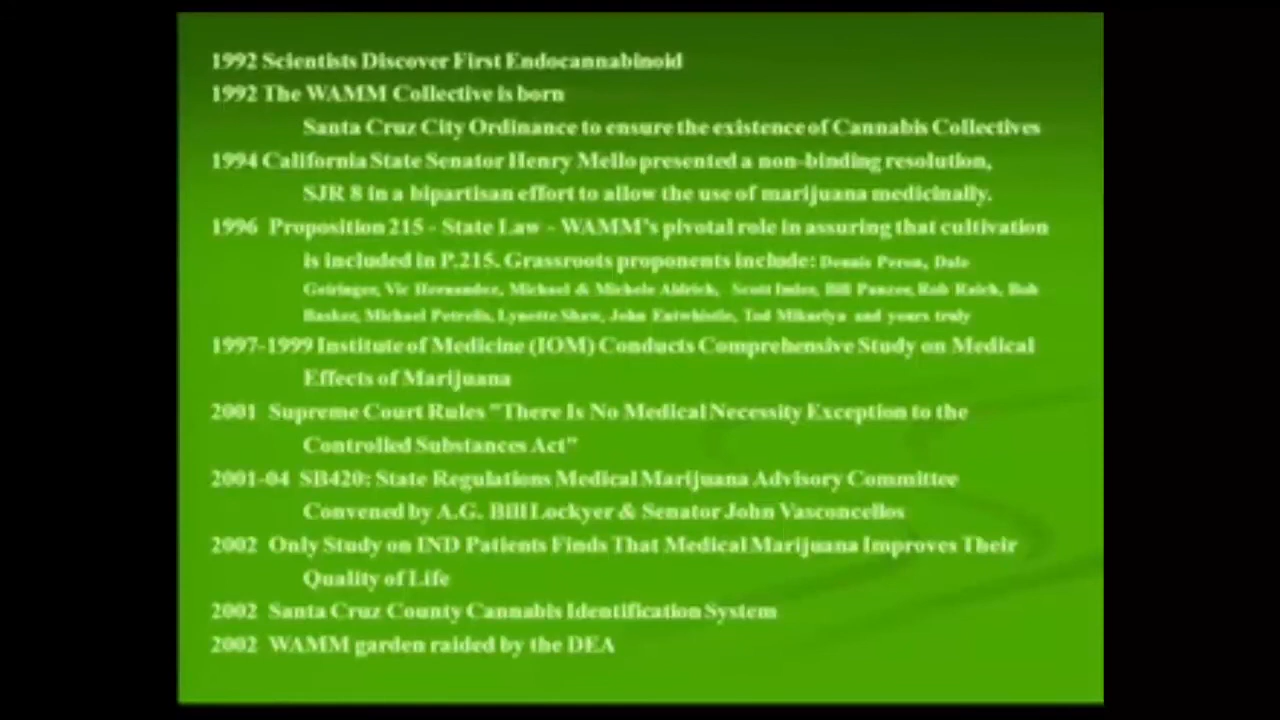 1992 Scientists Discover First Endocannabinoid
1992 The WAMM Collective is born
Santa Cruz City Ordinance to ensure the existence of Cannabis Collectives
1994 California State Senator Henry Mello presented a non-binding resolution,
SJR 8 in a bipartisan effort to allow the use of marijuana medicinally.
1996 Proposition 215 - State Law - WAMM's pivotal role in assuring that cultivation
is included in P.215. Grassroots proponents include: Dennis Peron, Dale
Geiringer, Vic Hernandez, Michael & Michele Aldrich, Scott Imler, Bill Panzer, Rob Raich, Bob
Basker, Michael Petrelis, Lynette Shaw, John Entwhistle, Tod Mikuriya and yours truly
1997-1999 Institute of Medicine (IOM) Conducts Comprehensive Study on Medical
Effects of Marijuana
2001 Supreme Court Rules "There Is No Medical Necessity Exception to the
Controlled Substances Act"
2001-04 SB420: State Regulations Medical Marijuana Advisory Committee
Convened by A.G. Bill Lockyer & Senator John Vasconcellos
2002 Only Study on IND Patients Finds That Medical Marijuana Improves Their
Quality of Life
2002 Santa Cruz County Cannabis Identification System
2002 WAMM garden raided by the DEA